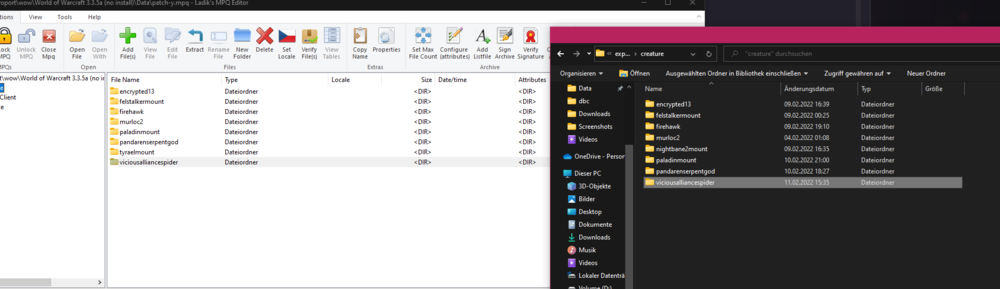 roport\wow\World of Warcraft 3.3.5a (no install)\Data\patch-y.mpq - Ladik's MPQ Editor
View Tools Help
Unlock MPQ
Close Mpq
Open File
Open With
Add File(s)
View File
Edit File
Extract
Rename File
New Folder
Delete
Set Locale
Verify File(s)
View Tables
Copy Name
Properties
Set Max File Count
Configure (attributes)
Add Listfile
Sign Archive
Verify Signature
Open
Files
Extras
Archive
wow\World of Warcraft 3.3.5a (no ins
Client
File Name Type Locale Size Date/time Attributes
encrypted13 Dateiordner <DIR> <DIR>
felstalkermount Dateiordner <DIR> <DIR>
firehawk Dateiordner <DIR> <DIR>
murloc2 Dateiordner <DIR> <DIR>
paladinmount Dateiordner <DIR> <DIR>
pandarenserpentgod Dateiordner <DIR> <DIR>
tyraelmount Dateiordner <DIR> <DIR>
viciousalliancespider Dateiordner <DIR> <DIR>
« exp... › creature
"creature" durchsuchen
Organisieren Öffnen Ausgewählten Ordner in Bibliothek einschließen Zugriff gewähren auf Neuer Ordner
Data
dbc
Downloads
Screenshots
Videos
OneDrive - Person
Dieser PC
3D-Objekte
Bilder
Desktop
Dokumente
Downloads
Musik
Videos
Lokaler Datenträ
Volume (D:)
Name Änderungsdatum Typ Größe
encrypted13 09.02.2022 16:39 Dateiordner
felstalkermount 09.02.2022 00:25 Dateiordner
firehawk 09.02.2022 19:10 Dateiordner
murloc2 04.02.2022 01:08 Dateiordner
nightbane2mount 09.02.2022 16:35 Dateiordner
paladinmount 10.02.2022 21:00 Dateiordner
pandarenserpentgod 10.02.2022 18:27 Dateiordner
viciousalliancespider 11.02.2022 15:35 Dateiordner